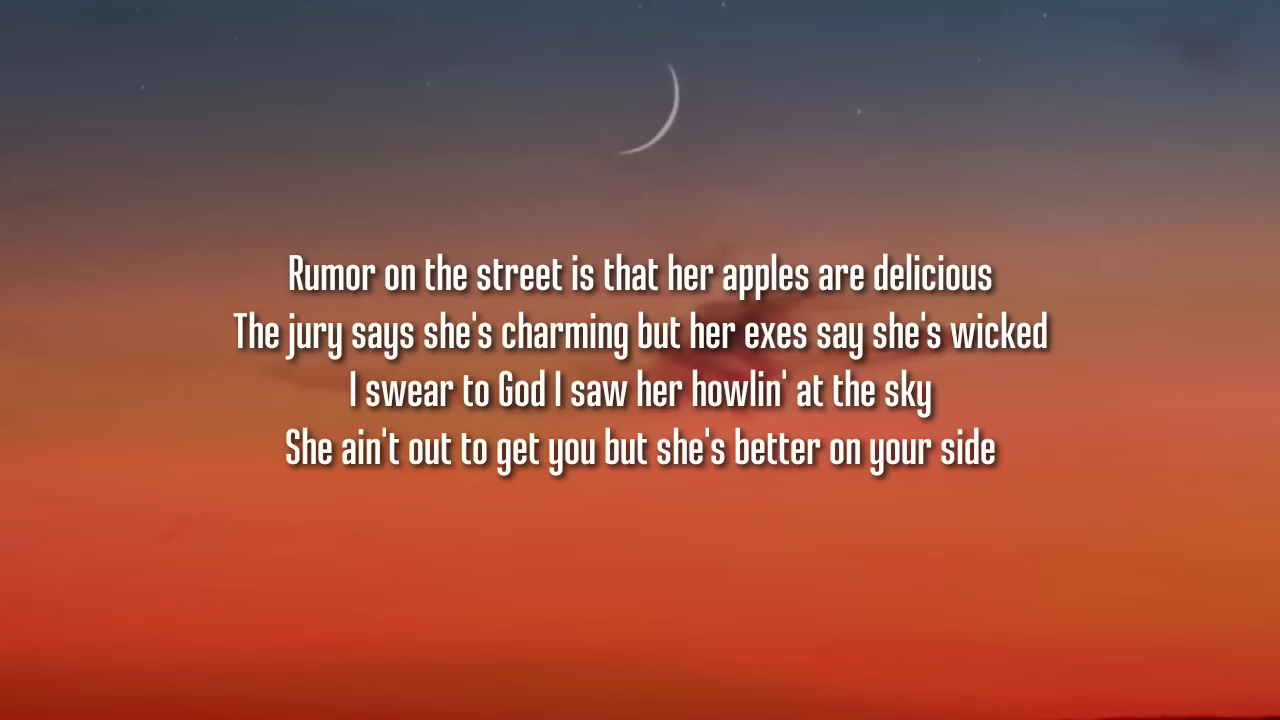 Rumor on the street is that her apples are delicious
The jury says she's charming but her exes say she's wicked
I swear to God I saw her howlin' at the sky
She ain't out to get you but she's better on your side